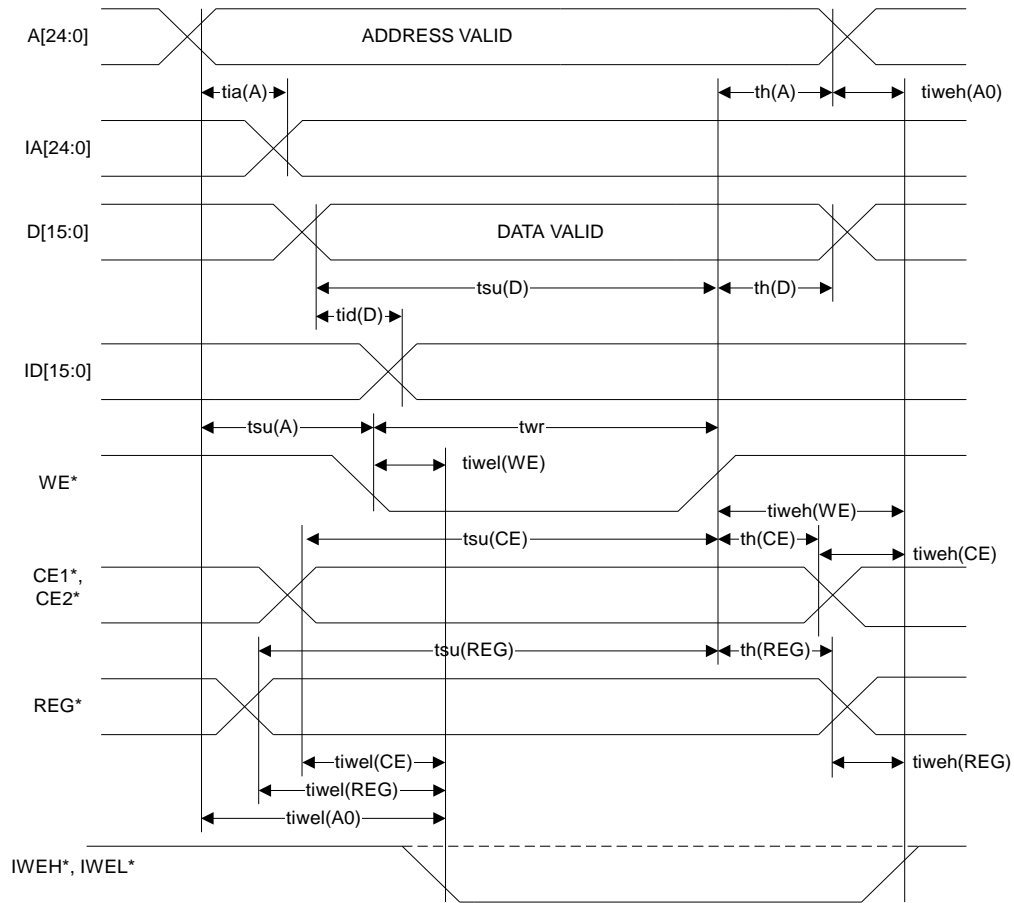 A[24:0]
ADDRESS VALID
tia(A)
th(A)
tiweh(A0)
IA[24:0]
D[15:0]
DATA VALID
tsu(D)
th(D)
tid(D)
ID[15:0]
tsu(A)
twr
tiwel(WE)
WE*
tiweh(WE)
tsu(CE)
th(CE)
tiweh(CE)
CE1*,
CE2*
tsu(REG)
th(REG)
REG*
tiwel(CE)
tiweh(REG)
tiwel(REG)
tiwel(A0)
IWEH*, IWEL*